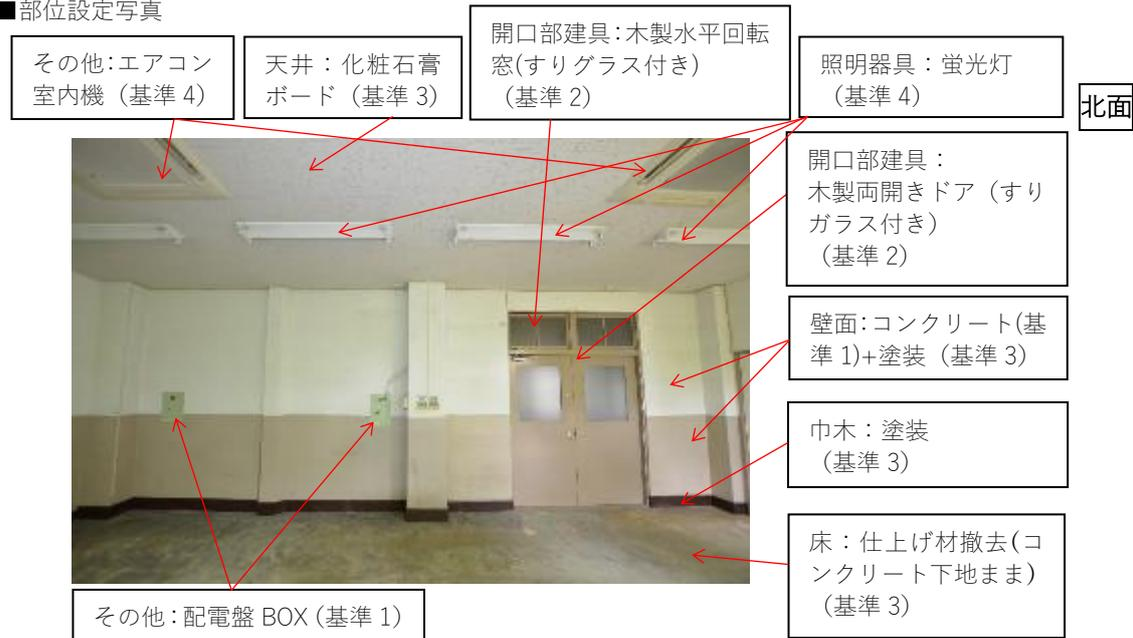 ■部位設定写真
その他：エアコン
室内機（基準 4）
天井：化粧石膏
ボード（基準 3）
開口部建具：木製水平回転
窓(すりグラス付き)
（基準 2）
照明器具：蛍光灯
（基準 4）
北面
開口部建具：
木製両開きドア（すり
ガラス付き）
（基準 2）
壁面：コンクリート(基
準 1)+塗装（基準 3）
巾木：塗装
（基準 3）
床：仕上げ材撤去(コ
ンクリート下地まま)
（基準 3）
その他：配電盤 BOX（基準 1）